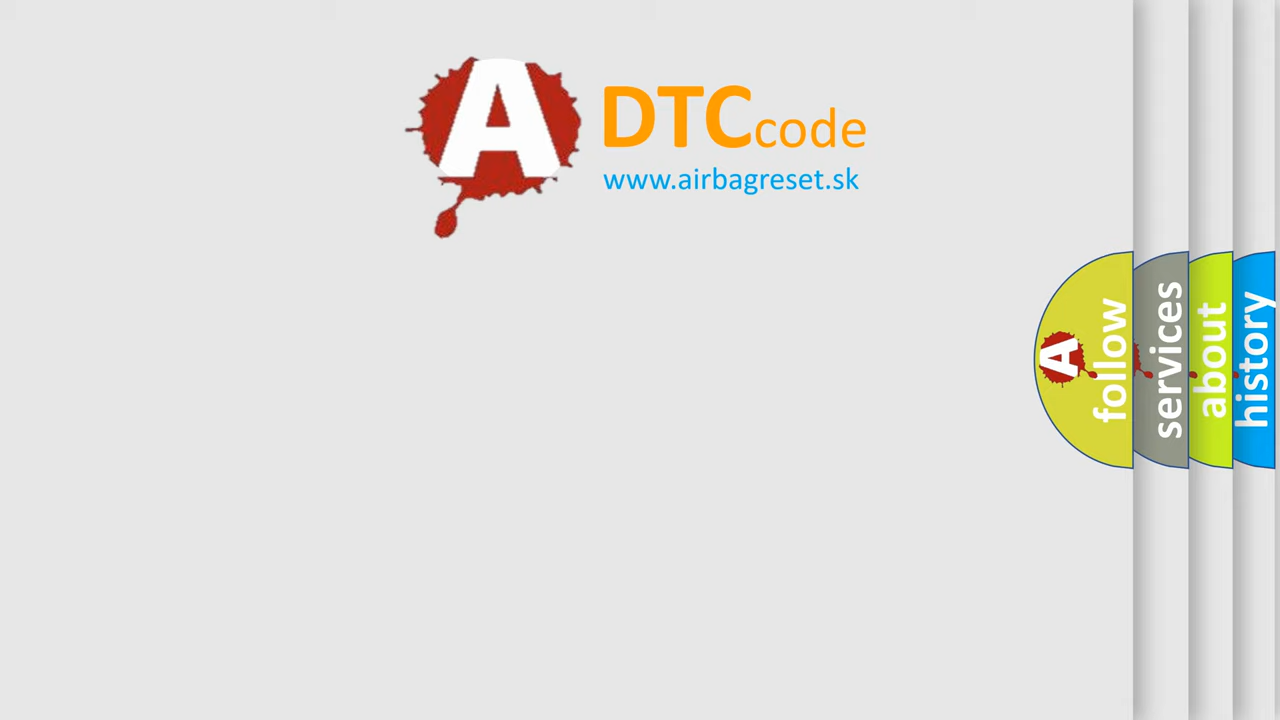 A
DTCcode
www.airbagreset.sk
A
follow
services
about
history